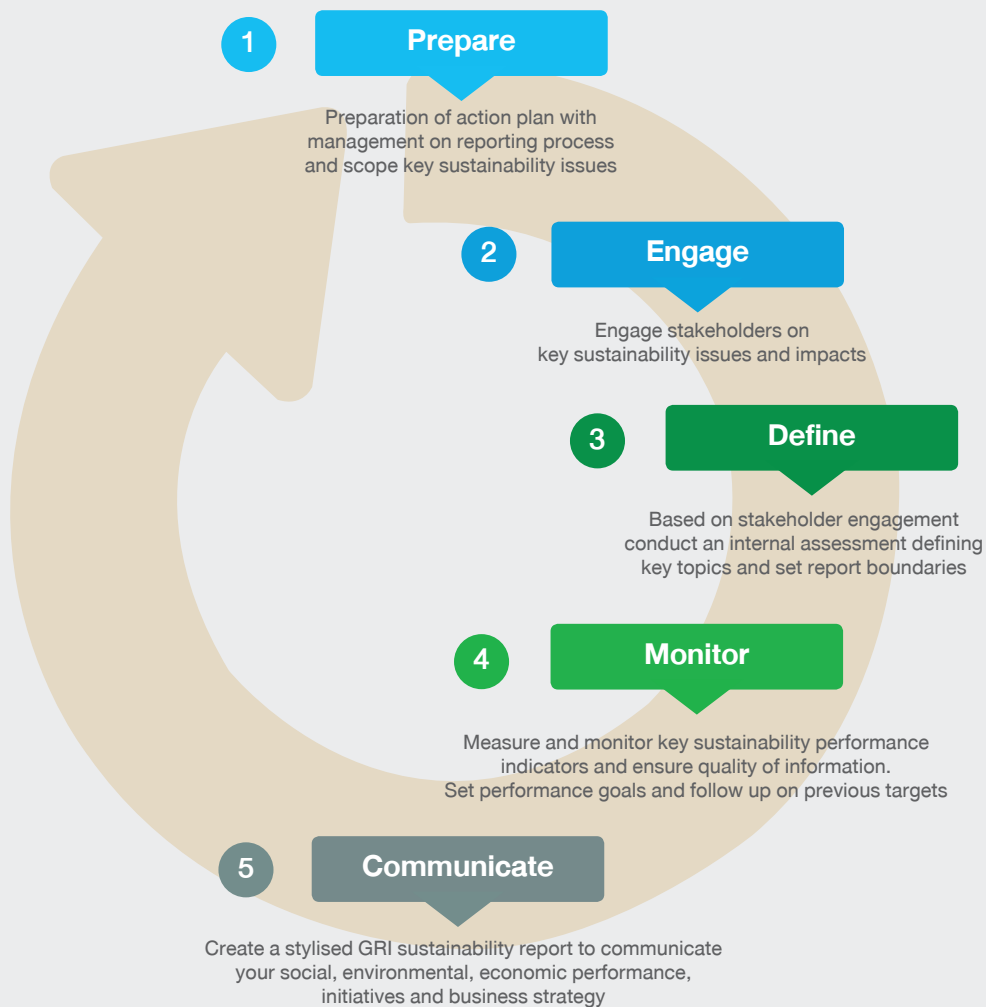 1
Prepare
Preparation of action plan with
management on reporting process
and scope key sustainability issues
2
Engage
Engage stakeholders on
key sustainability issues and impacts
3
Define
Based on stakeholder engagement
conduct an internal assessment defining
key topics and set report boundaries
4
Monitor
Measure and monitor key sustainability performance
indicators and ensure quality of information.
Set performance goals and follow up on previous targets
5
Communicate
Create a stylised GRI sustainability report to communicate
your social, environmental, economic performance,
initiatives and business strategy